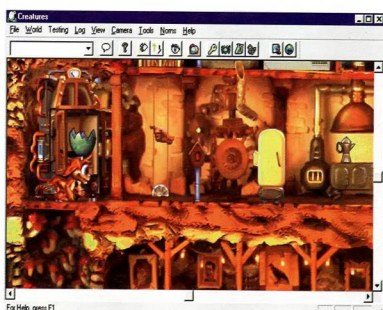 Creatures
File World Testing Log View Camera Tools Norns Help
For Help, press F1